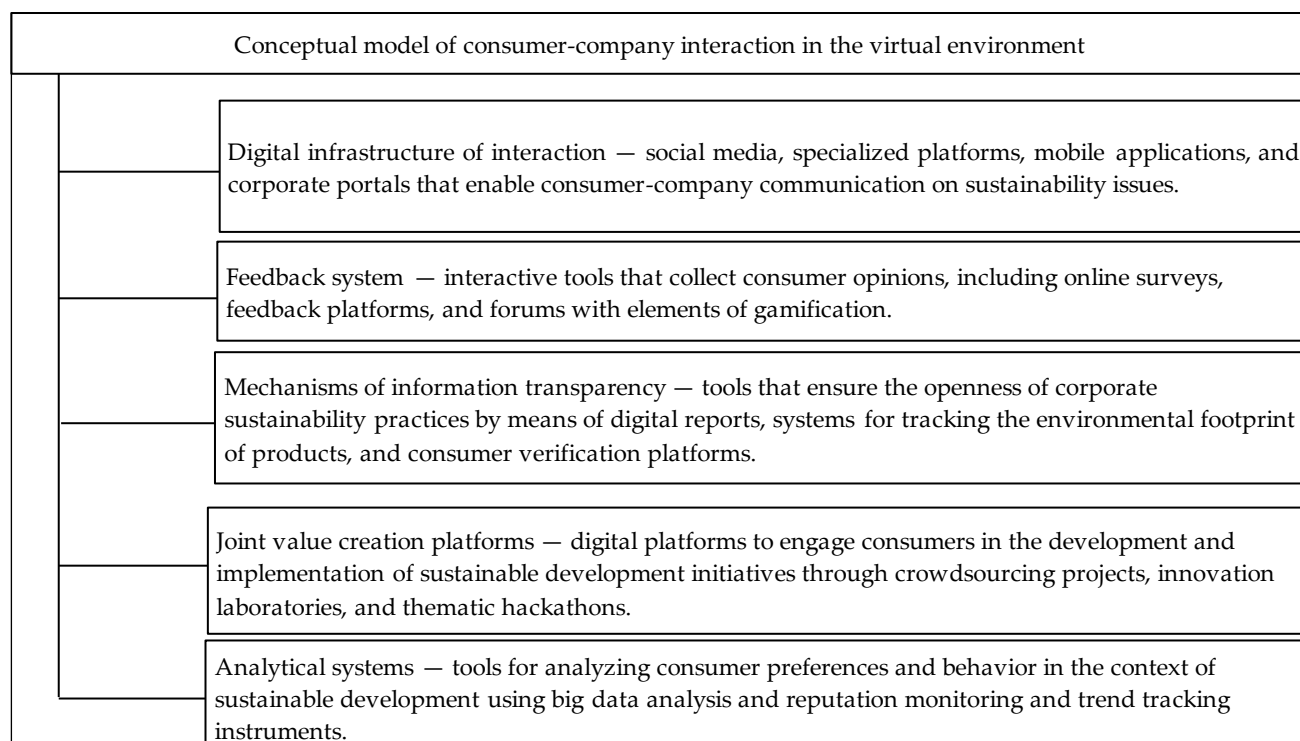 Conceptual model of consumer-company interaction in the virtual environment
Digital infrastructure of interaction — social media, specialized platforms, mobile applications, and
corporate portals that enable consumer-company communication on sustainability issues.
Feedback system — interactive tools that collect consumer opinions, including online surveys,
feedback platforms, and forums with elements of gamification.
Mechanisms of information transparency — tools that ensure the openness of corporate
sustainability practices by means of digital reports, systems for tracking the environmental footprint
of products, and consumer verification platforms.
Joint value creation platforms — digital platforms to engage consumers in the development and
implementation of sustainable development initiatives through crowdsourcing projects, innovation
laboratories, and thematic hackathons.
Analytical systems — tools for analyzing consumer preferences and behavior in the context of
sustainable development using big data analysis and reputation monitoring and trend tracking
instruments.